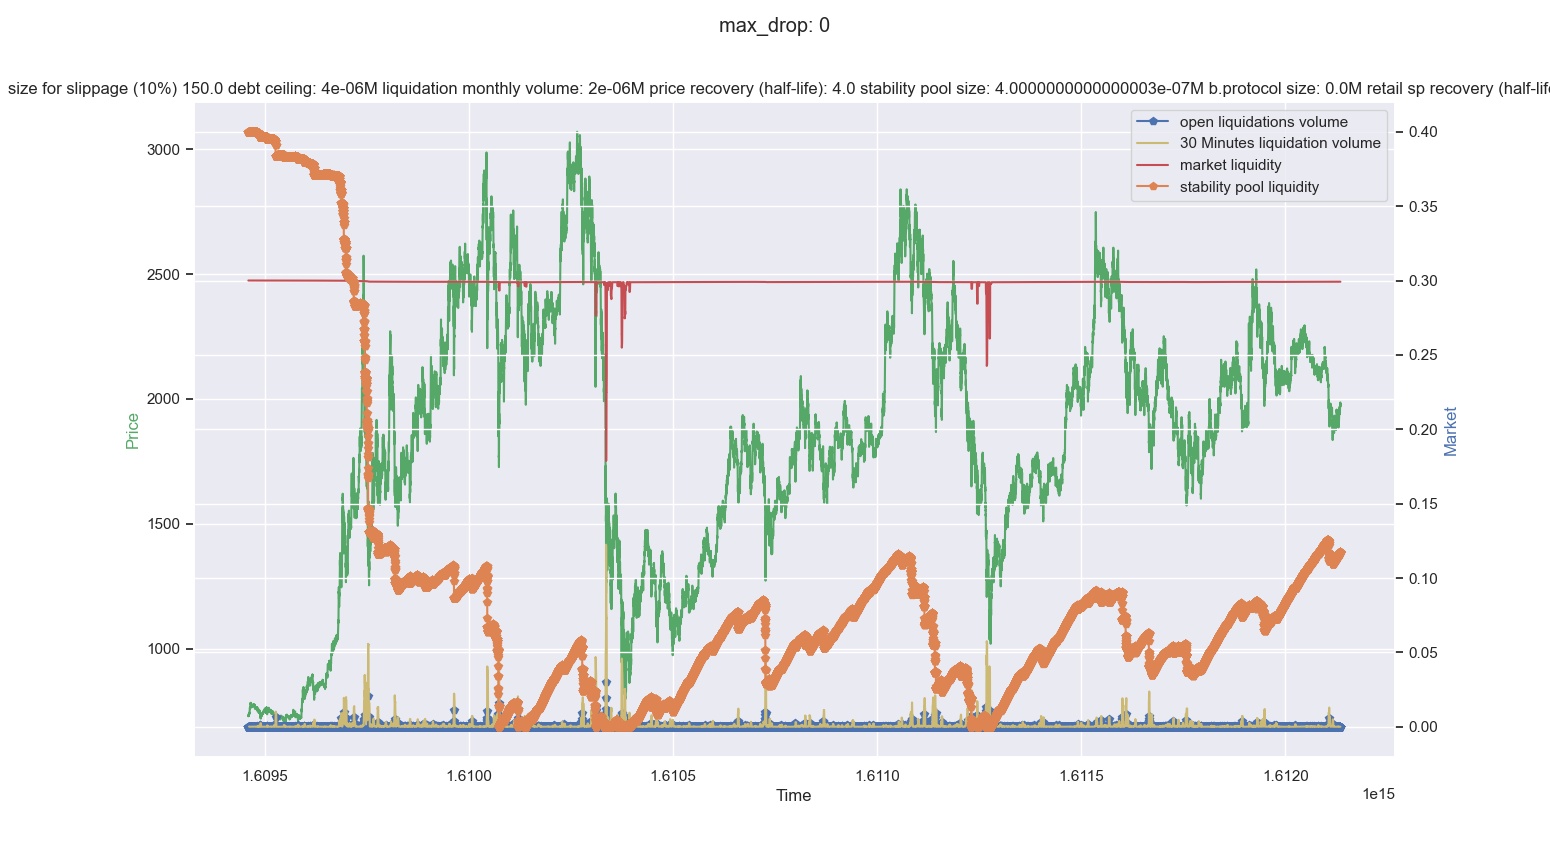 max_drop: 0
size for slippage (10%) 150.0 debt ceiling: 4e-06M liquidation monthly volume: 2e-06M price recovery (half-life): 4.0 stability pool size: 4.0000000000000003e-07M b.protocol size: 0.0M retail sp recovery (half-life
open liquidations volume
30 Minutes liquidation volume
market liquidity
stability pool liquidity
3000
2500
2000
1500
1000
Price
0.40
0.35
0.30
0.25
0.20
0.15
0.10
0.05
0.00
Market
1.6095
1.6100
1.6105
1.6110
1.6115
1.6120
1e15
Time